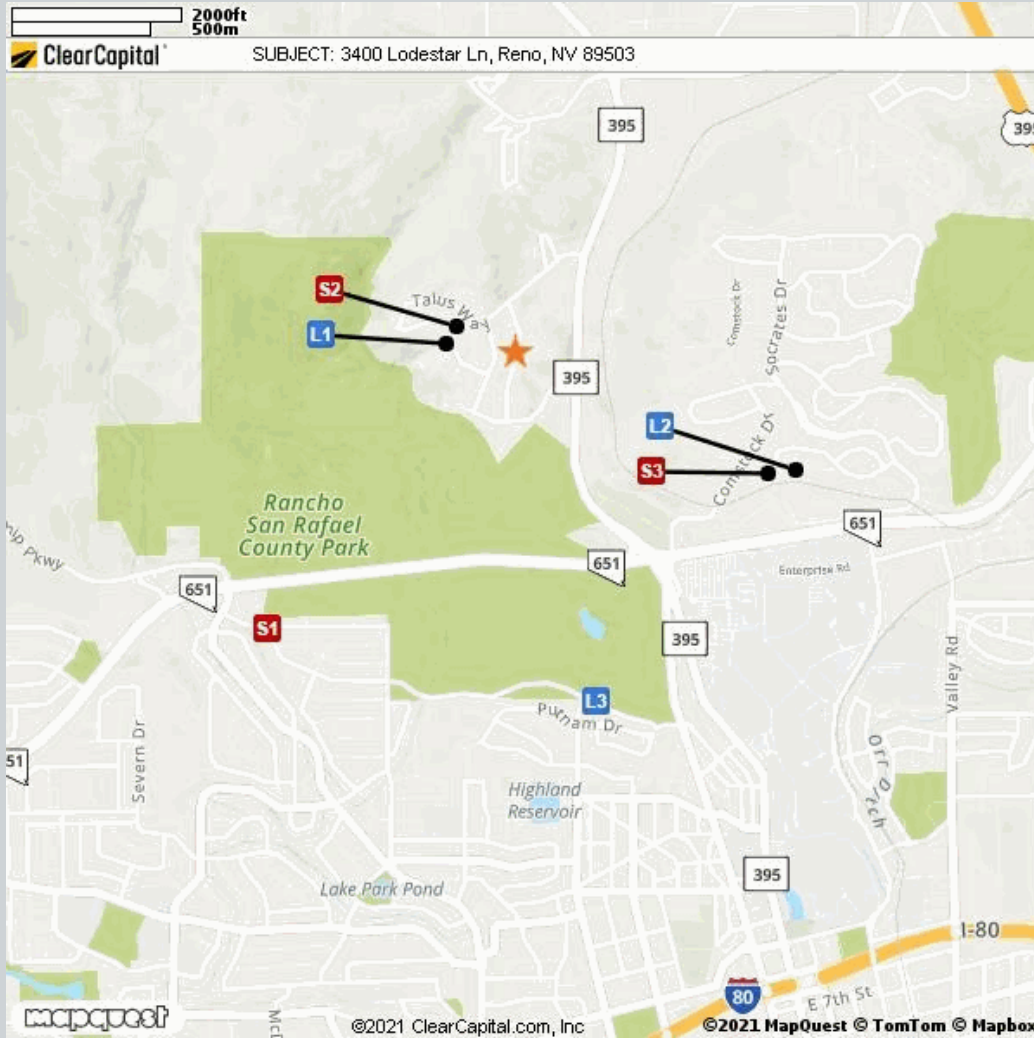 2000ft
500m
ClearCapital
SUBJECT: 3400 Lodestar Ln, Reno, NV 89503
395
395
S2
Talus Way
L1
395
Comstock Dr
Socrates Dr
L2
S3
Comstock Dr
Rancho
San Rafael
County Park
Pkwy
651
651
651
Enterprise Rd
S1
395
Valley Rd
L3
Putnam Dr
Severn Dr
51
Orr Ditch
Highland
Reservoir
395
Lake Park Pond
I-80
80
E 7th St
mapquest
©2021 ClearCapital.com, Inc
©2021 MapQuest © TomTom © Mapbox